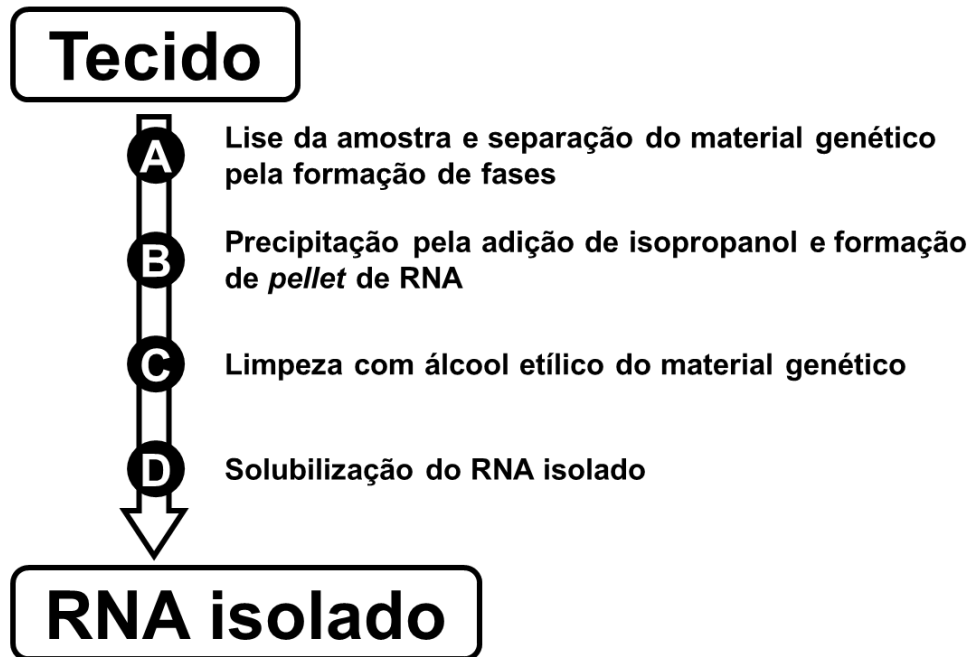 Tecido
A
Lise da amostra e separação do material genético
pela formação de fases
B
Precipitação pela adição de isopropanol e formação
de pellet de RNA
C
Limpeza com álcool etílico do material genético
D
Solubilização do RNA isolado
RNA isolado